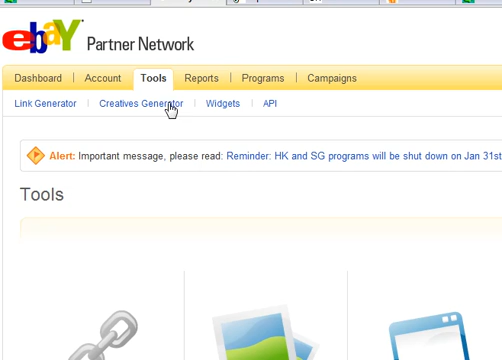 ebaY Partner Network
Dashboard Account Tools Reports Programs Campaigns
Link Generator Creatives Generator Widgets API
Alert: Important message, please read: Reminder: HK and SG programs will be shut down on Jan 31st
Tools